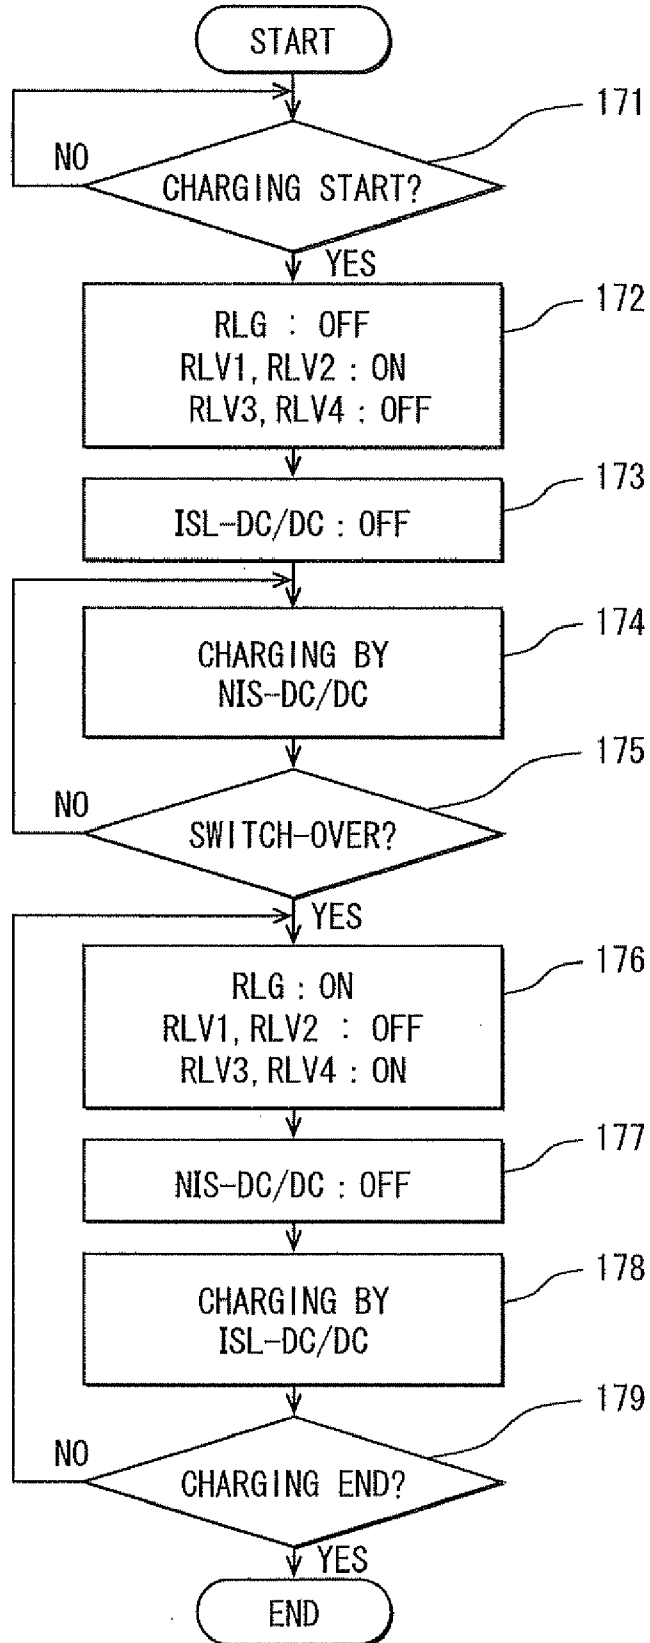 START
171
NO
CHARGING START?
YES
172
RLG : OFF
RLV1, RLV2 : ON
RLV3, RLV4 : OFF
173
ISL-DC/DC : OFF
174
CHARGING BY
NIS-DC/DC
175
NO
SWITCH-OVER?
YES
176
RLG : ON
RLV1, RLV2 : OFF
RLV3, RLV4 : ON
177
NIS-DC/DC : OFF
178
CHARGING BY
ISL-DC/DC
179
NO
CHARGING END?
YES
END